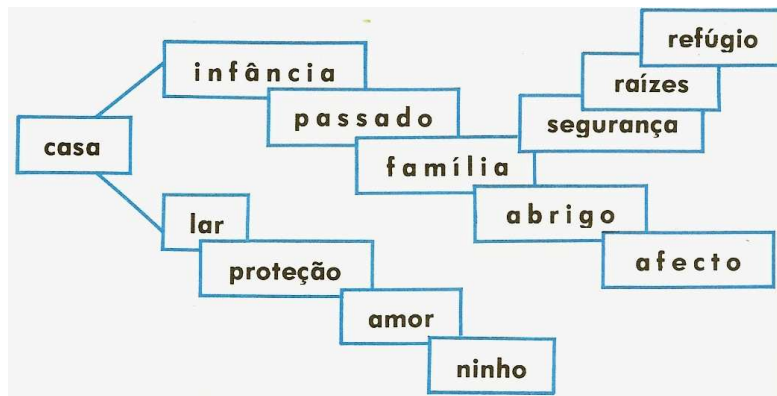 refúgio
raízes
infância
segurança
passado
casa
família
abrigo
lar
afecto
proteção
amor
ninho